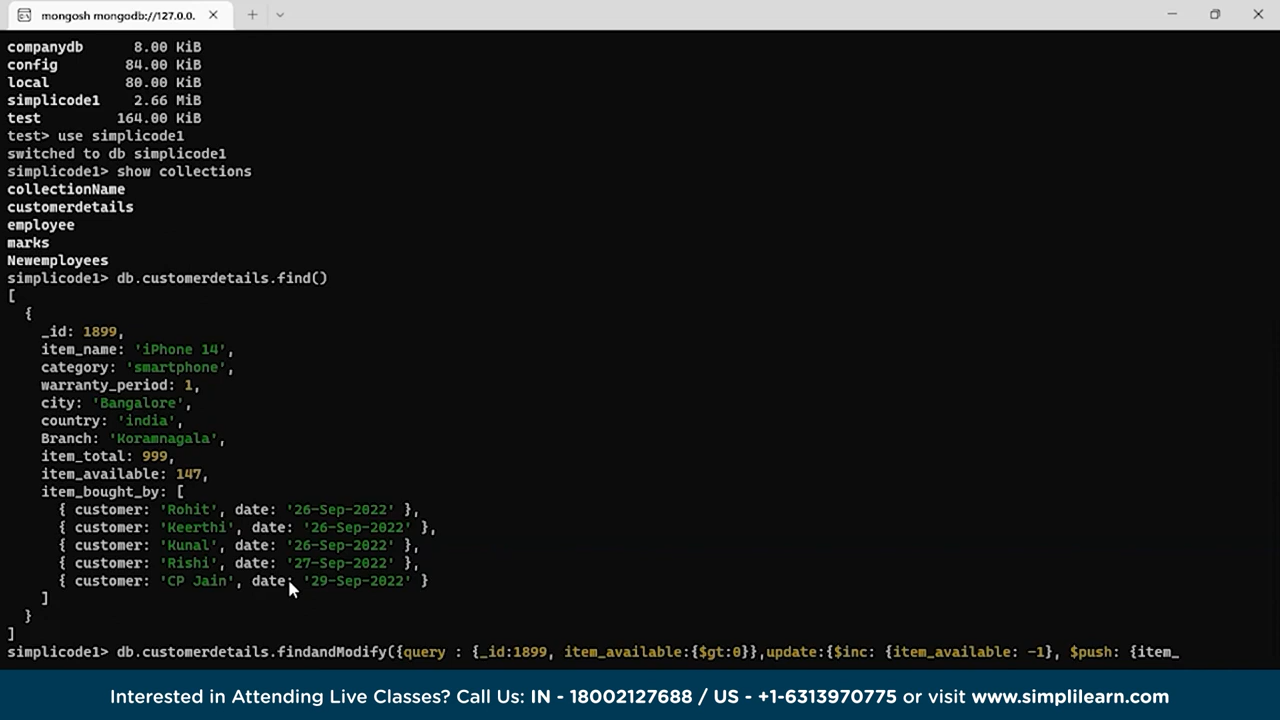 mongosh mongodb://127.0.0.
companydb 8.00 KiB
config 84.00 KiB
local 80.00 KiB
simplicode1 2.66 MiB
test 164.00 KiB
test> use simplicode1
switched to db simplicode1
simplicode1> show collections
collectionName
customerdetails
employee
marks
Newemployees
simplicode1> db.customerdetails.find()
[
{
_id: 1899,
item_name: 'iPhone 14',
category: 'smartphone',
warranty_period: 1,
city: 'Bangalore',
country: 'india',
Branch: 'Koramnagala',
item_total: 999,
item_available: 147,
item_bought_by: [
{ customer: 'Rohit', date: '26-Sep-2022' },
{ customer: 'Keerthi', date: '26-Sep-2022' },
{ customer: 'Kunal', date: '26-Sep-2022' },
{ customer: 'Rishi', date: '27-Sep-2022' },
{ customer: 'CP Jain', date: '29-Sep-2022' }
]
}
]
simplicode1> db.customerdetails.findandModify({query : {_id:1899, item_available:{$gt:0}},update:{$inc: {item_available: -1}, $push: {item_
Interested in Attending Live Classes? Call Us: IN - 18002127688 / US - +1-6313970775 or visit www.simplilearn.com